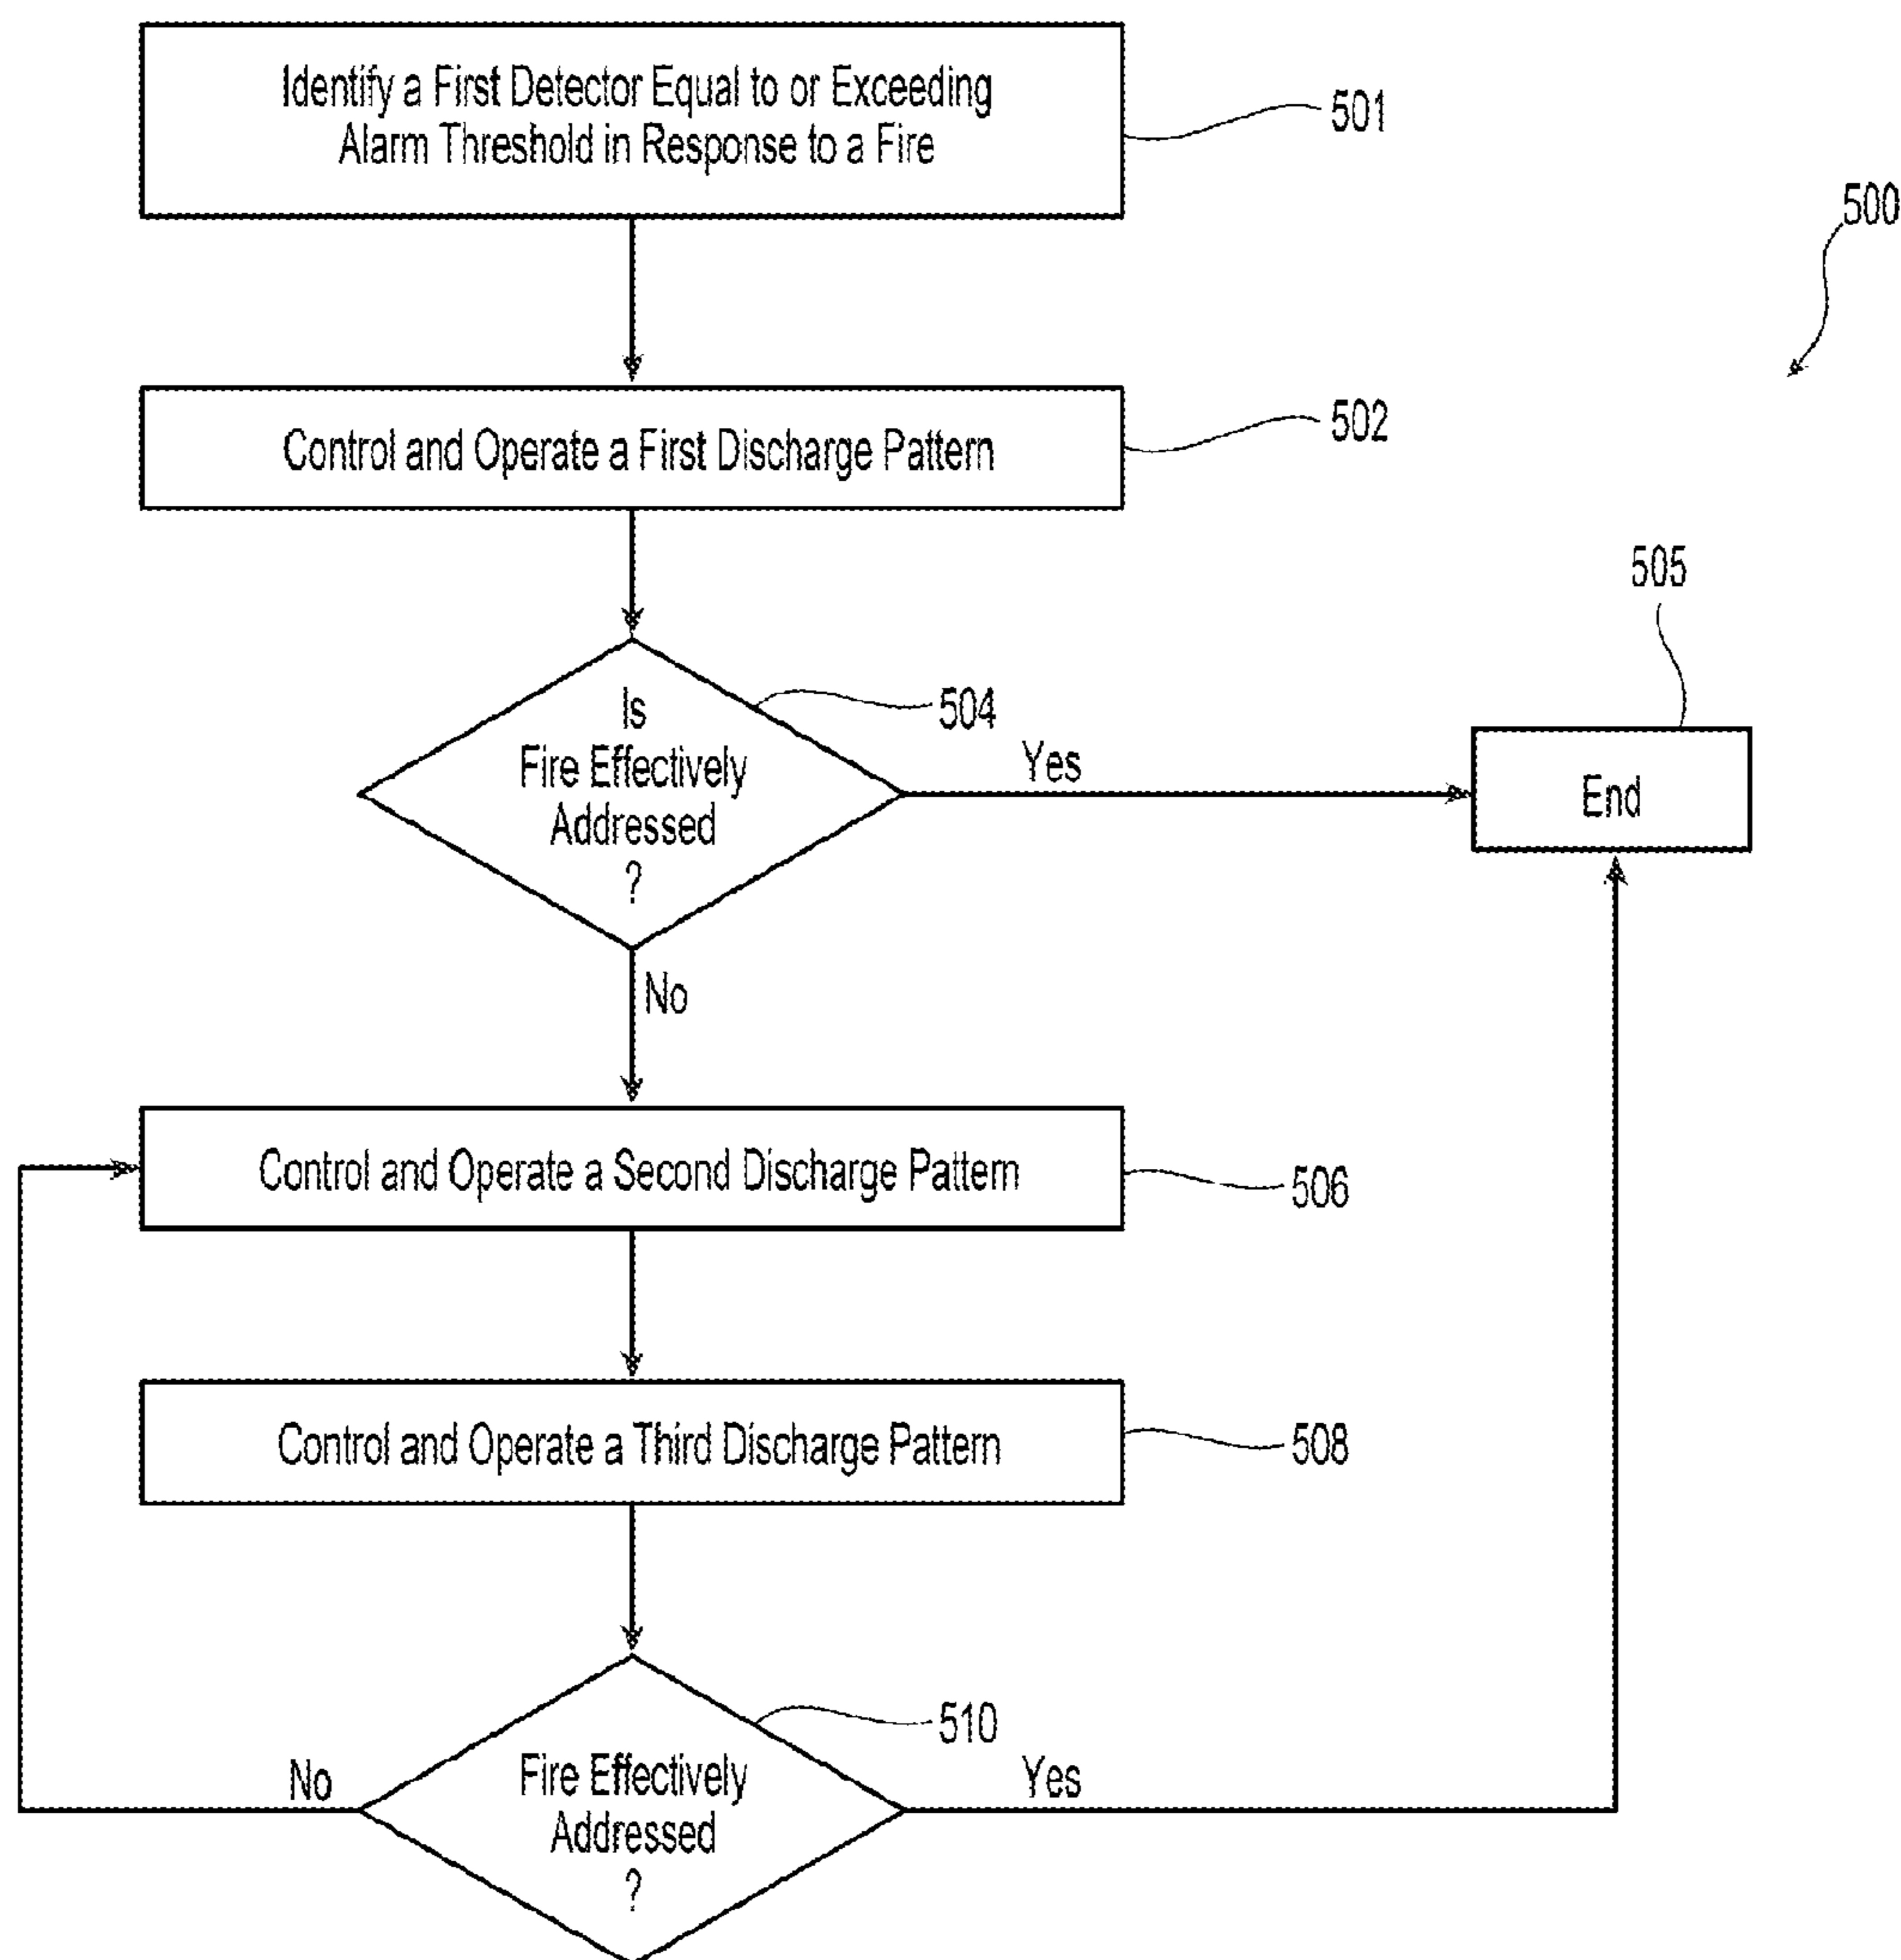 Identify a First Detector Equal to or Exceeding
Alarm Threshold in Response to a Fire
501
500
Control and Operate a First Discharge Pattern
502
505
Is
Fire Effectively
Addressed
?
504
Yes
End
No
Control and Operate a Second Discharge Pattern
506
Control and Operate a Third Discharge Pattern
508
510
No
Fire Effectively
Addressed
?
Yes